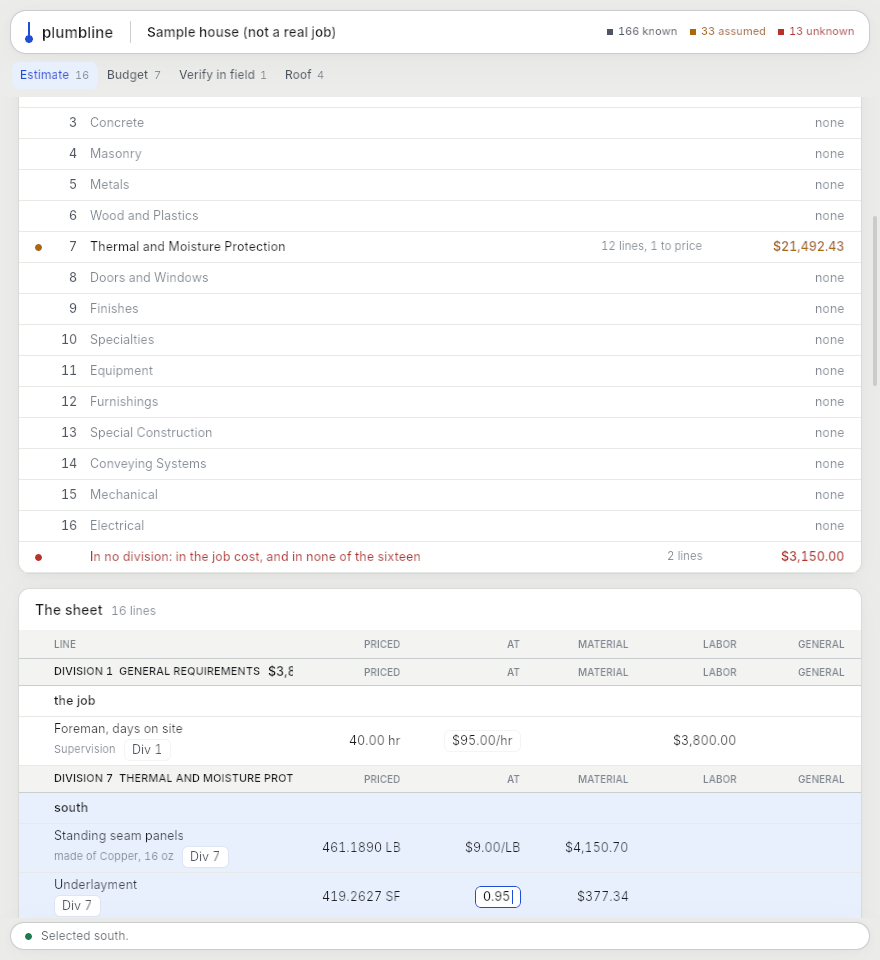 plumbline Sample house (not a real job) 166 known 33 assumed 13 unknown
Estimate 16 Budget 7 Verify in field 1 Roof 4
3 Concrete none
4 Masonry none
5 Metals none
6 Wood and Plastics none
7 Thermal and Moisture Protection 12 lines, 1 to price $21,492.43
8 Doors and Windows none
9 Finishes none
10 Specialties none
11 Equipment none
12 Furnishings none
13 Special Construction none
14 Conveying Systems none
15 Mechanical none
16 Electrical none
In no division: in the job cost, and in none of the sixteen 2 lines $3,150.00
The sheet 16 lines
LINE PRICED AT MATERIAL LABOR GENERAL
DIVISION 1 GENERAL REQUIREMENTS $3,8 PRICED AT MATERIAL LABOR GENERAL
the job
Foreman, days on site 40.00 hr $95.00/hr $3,800.00
Supervision Div 1
DIVISION 7 THERMAL AND MOISTURE PROT PRICED AT MATERIAL LABOR GENERAL
south
Standing seam panels 461.1890 LB $9.00/LB $4,150.70
made of Copper, 16 oz Div 7
Underlayment 419.2627 SF 0.95 $377.34
Div 7
Selected south.